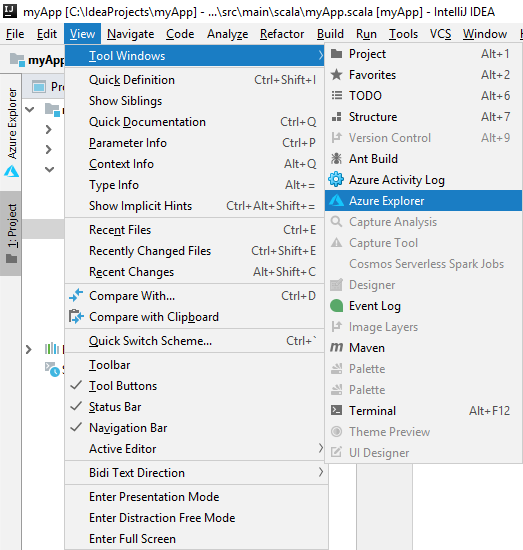 myApp [C:\IdeaProjects\myApp] - ...\src\main\scala\myApp.scala [myApp] - IntelliJ IDEA
File Edit View Navigate Code Analyze Refactor Build Run Tools VCS Window
myApp
Azure Explorer
1: Project
Tool Windows
Quick Definition Ctrl+Shift+I
Show Siblings
Quick Documentation Ctrl+Q
Parameter Info Ctrl+P
Context Info Alt+Q
Type Info Alt+=
Show Implicit Hints Ctrl+Alt+Shift+=
Recent Files Ctrl+E
Recently Changed Files Ctrl+Shift+E
Recent Changes Alt+Shift+C
Compare With... Ctrl+D
Compare with Clipboard
Quick Switch Scheme... Ctrl+`
Toolbar
Tool Buttons
Status Bar
Navigation Bar
Active Editor
Bidi Text Direction
Enter Presentation Mode
Enter Distraction Free Mode
Enter Full Screen
Project Alt+1
Favorites Alt+2
TODO Alt+6
Structure Alt+7
Version Control Alt+9
Ant Build
Azure Activity Log
Azure Explorer
Capture Analysis
Capture Tool
Cosmos Serverless Spark Jobs
Designer
Event Log
Image Layers
Maven
Palette
Palette
Terminal Alt+F12
Theme Preview
UI Designer